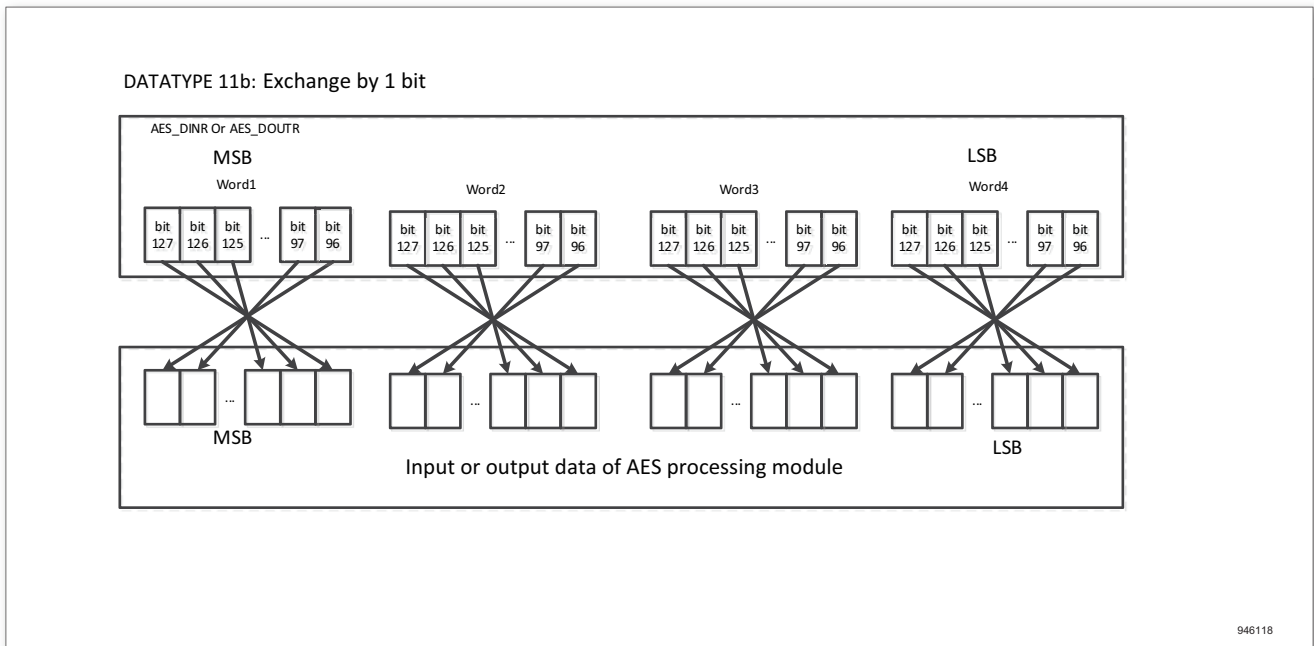 DATATYPE 11b: Exchange by 1 bit
AES_DINR Or AES_DOUTR
MSB
LSB
Word1
Word2
Word3
Word4
bit 127 bit 126 bit 125 ... bit 97 bit 96
bit 127 bit 126 bit 125 ... bit 97 bit 96
bit 127 bit 126 bit 125 ... bit 97 bit 96
bit 127 bit 126 bit 125 ... bit 97 bit 96
... ... ... ...
MSB
LSB
Input or output data of AES processing module
946118